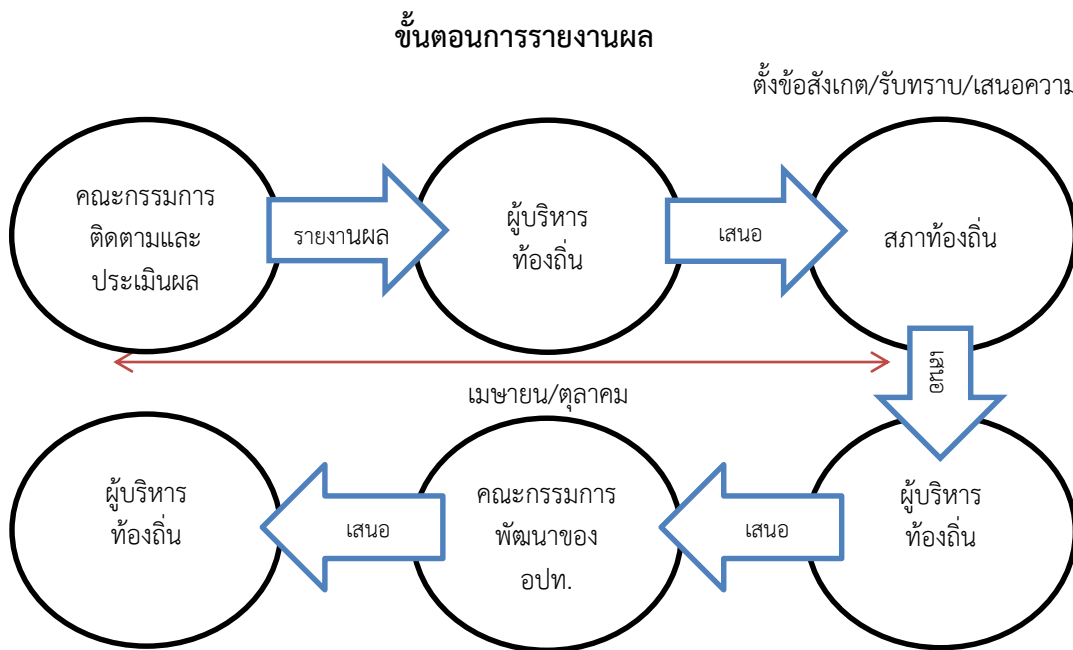 ขั้นตอนการรายงานผล
ตั้งข้อสังเกต/รับทราบ/เสนอความ
คณะกรรมการ
ติดตามและ
ประเมินผล
รายงานผล
ผู้บริหาร
ท้องถิ่น
เสนอ
สภาท้องถิ่น
เสนอ
เมษายน/ตุลาคม
ผู้บริหาร
ท้องถิ่น
เสนอ
คณะกรรมการ
พัฒนาของ
อปท.
เสนอ
ผู้บริหาร
ท้องถิ่น